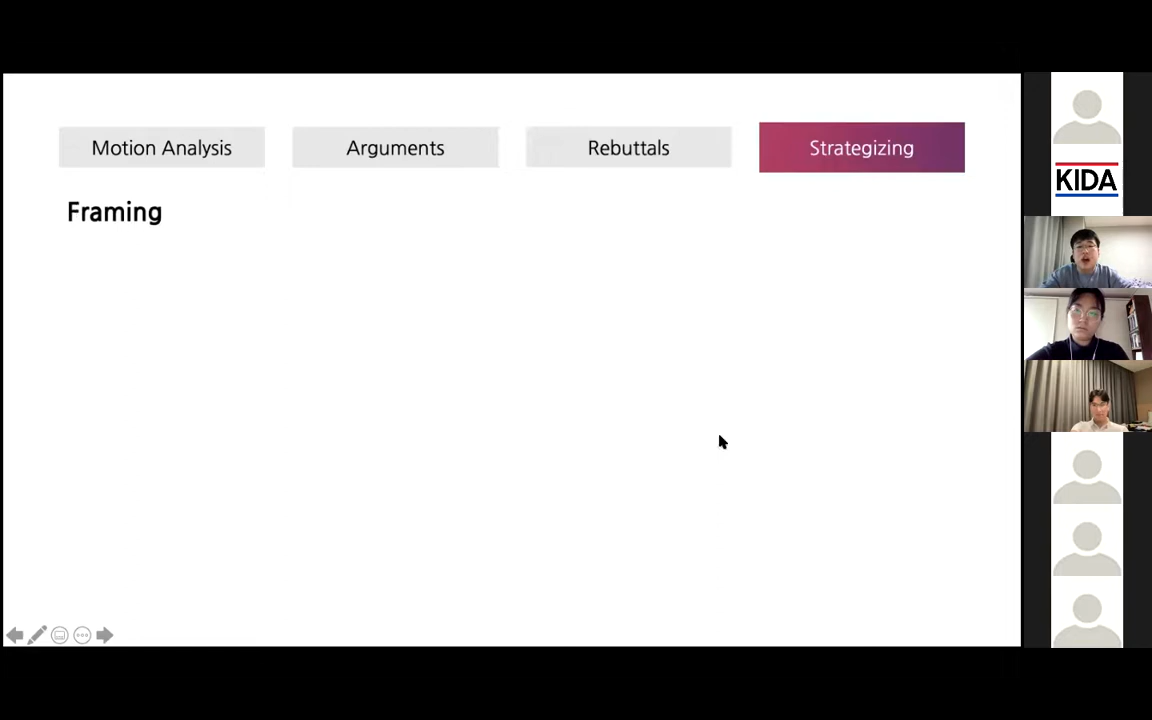 Motion Analysis
Arguments
Rebuttals
Strategizing
Framing
KIDA